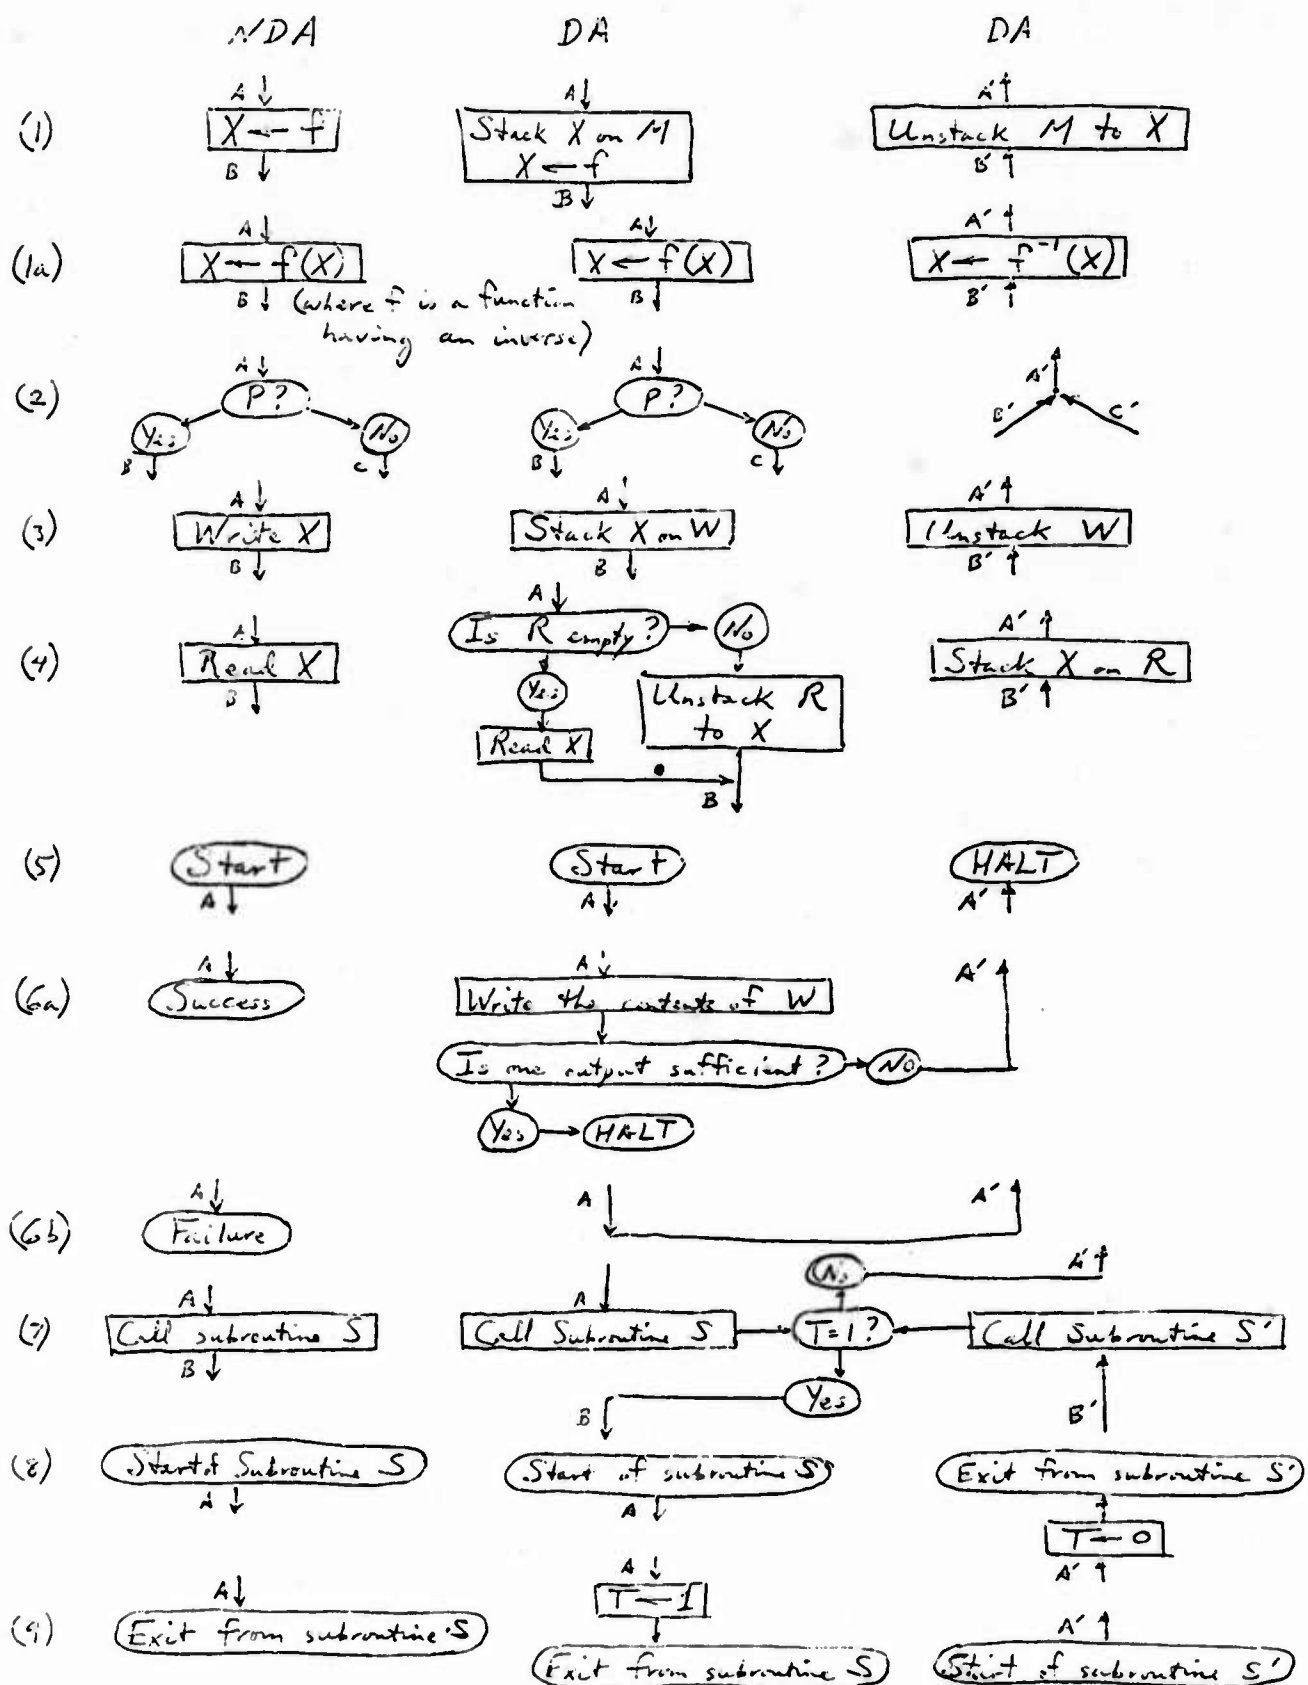 NDA DA DA
A A A'
(1) X ← f Stack X on M Unstack M to X
X ← f
B B B'
A A A'
(1a) X ← f(X) X ← f(X) X ← f⁻¹(X)
B B B'
(where f is a function
having an inverse)
A A A'
(2) P? P? B' C'
Yes No Yes No
B C B C
A A A'
(3) Write X Stack X on W Unstack W
B B B'
A A A'
(4) Read X Is R empty? No Stack X on R
B Yes B'
Unstack R
to X
Read X
B
(5) Start Start HALT
A A A'
A A A'
(6a) Success Write the contents of W
Is one output sufficient? No
Yes HALT
A A A'
(6b) Failure
No A'
A A
(7) Call subroutine S Call Subroutine S T=1? Call Subroutine S'
B Yes
B B'
(8) Start of Subroutine S Start of subroutine S Exit from subroutine S'
A A
T ← 0
A'
A A
T ← 1
A'
(9) Exit from subroutine S Exit from subroutine S Start of subroutine S'